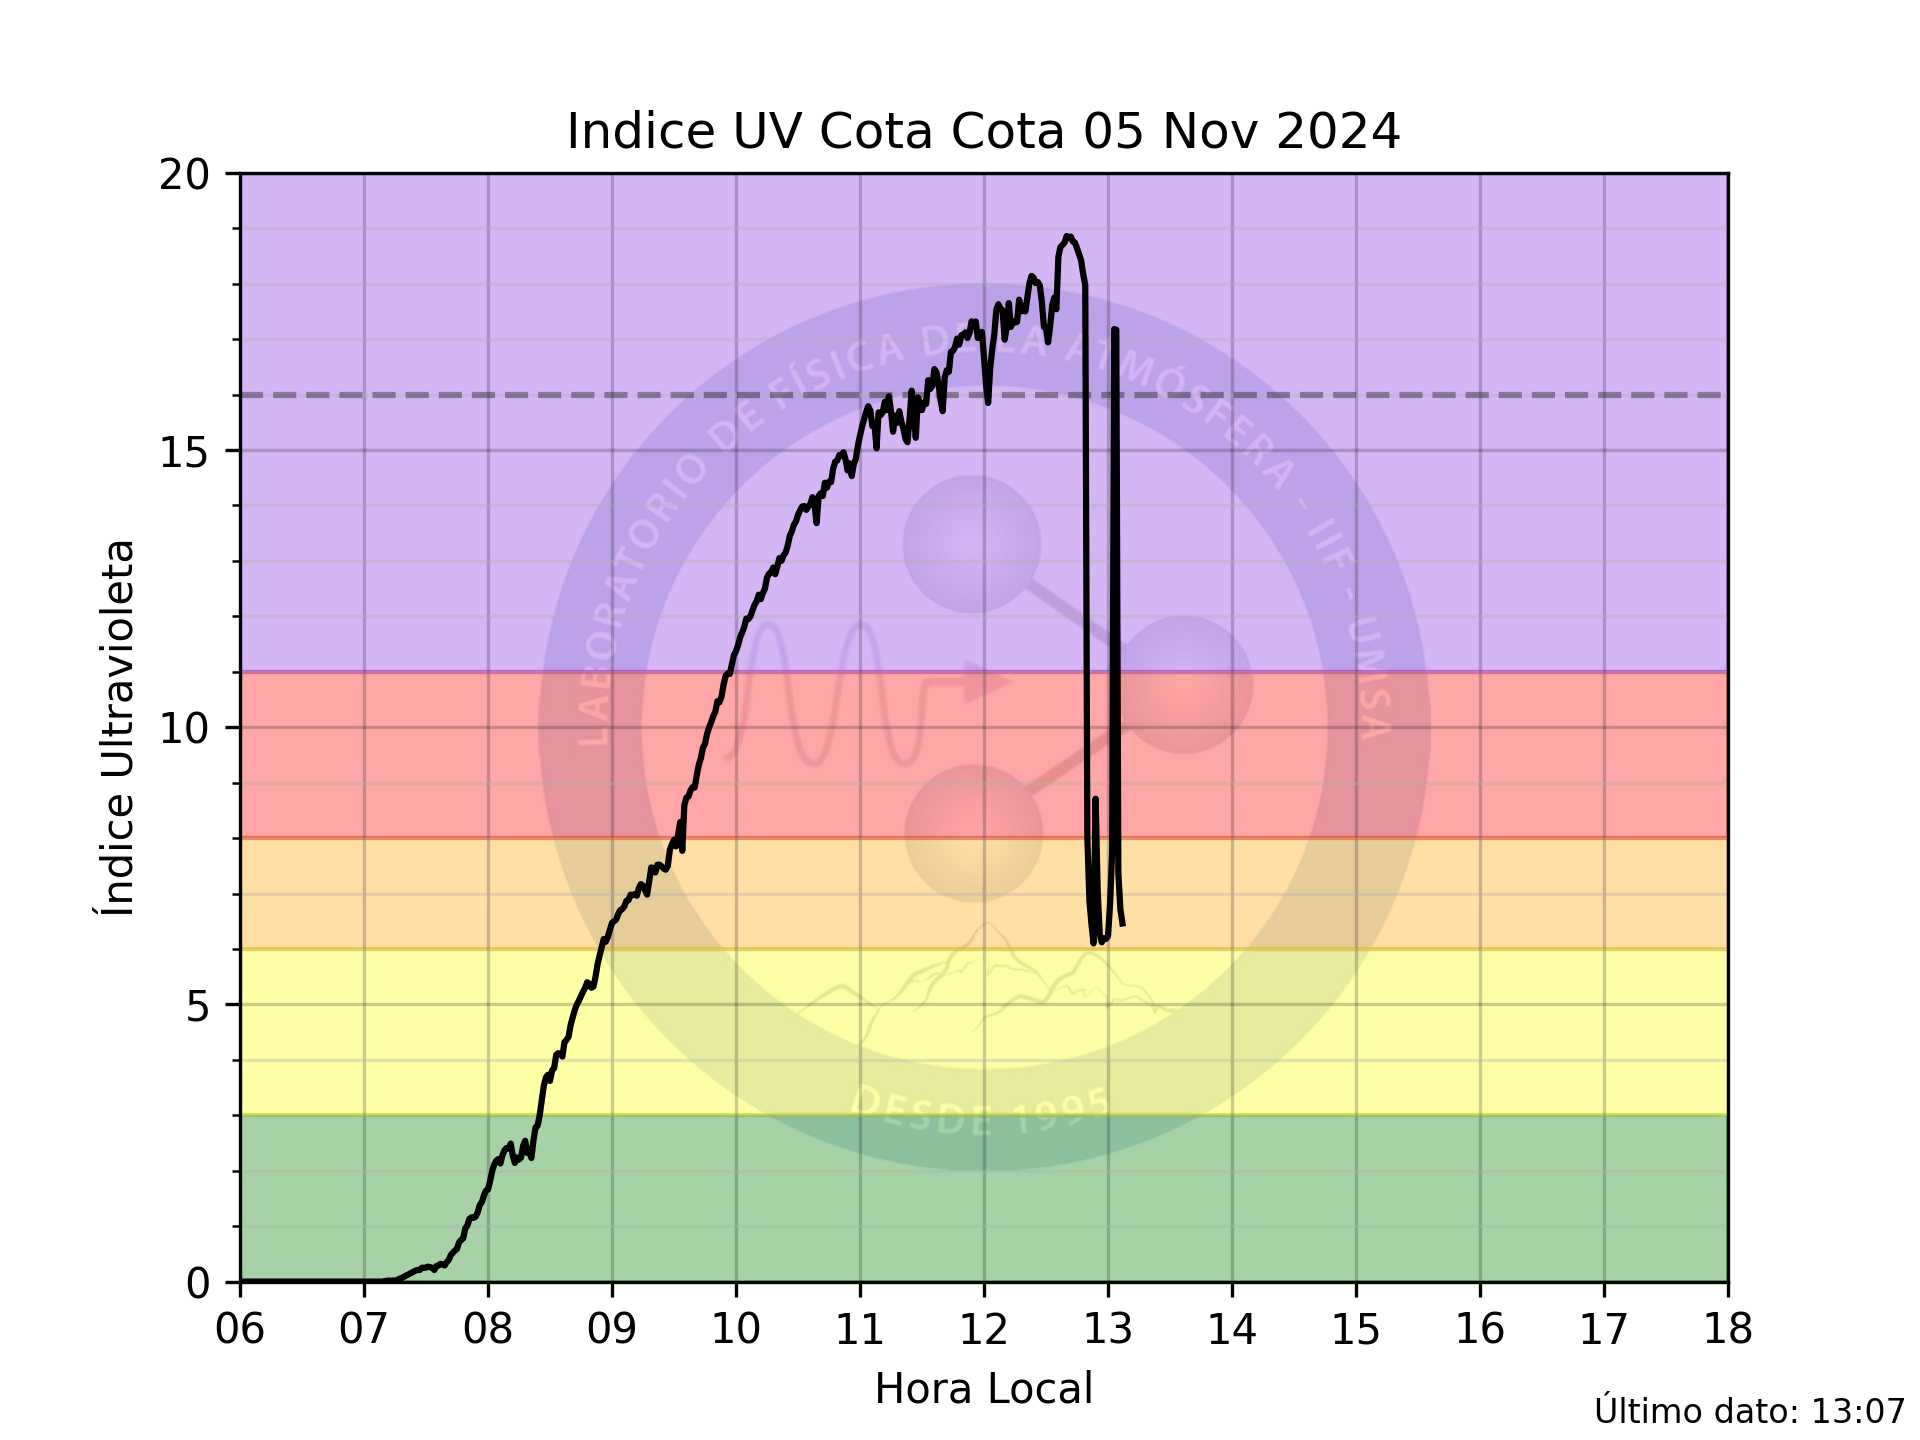 Indice UV Cota Cota 05 Nov 2024
20
15
10
5
0
Índice Ultravioleta
LABORATORIO DE FÍSICA DE LA ATMÓSFERA - IIF - UMSA
DESDE 1995
06 07 08 09 10 11 12 13 14 15 16 17 18
Hora Local
Último dato: 13:07